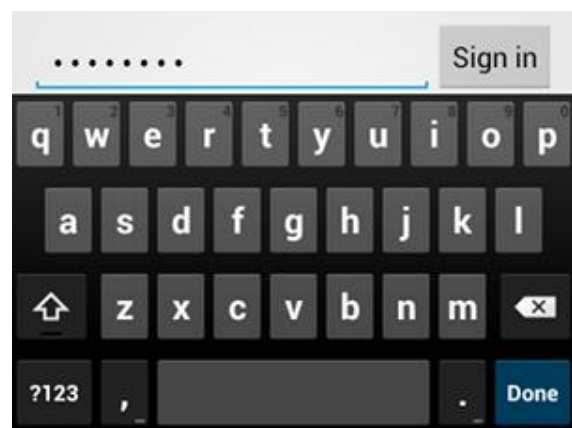 •••••••• Sign in
1 2 3 4 5 6 7 8 9 0
q w e r t y u i o p
a s d f g h j k l
z x c v b n m
?123 , . Done